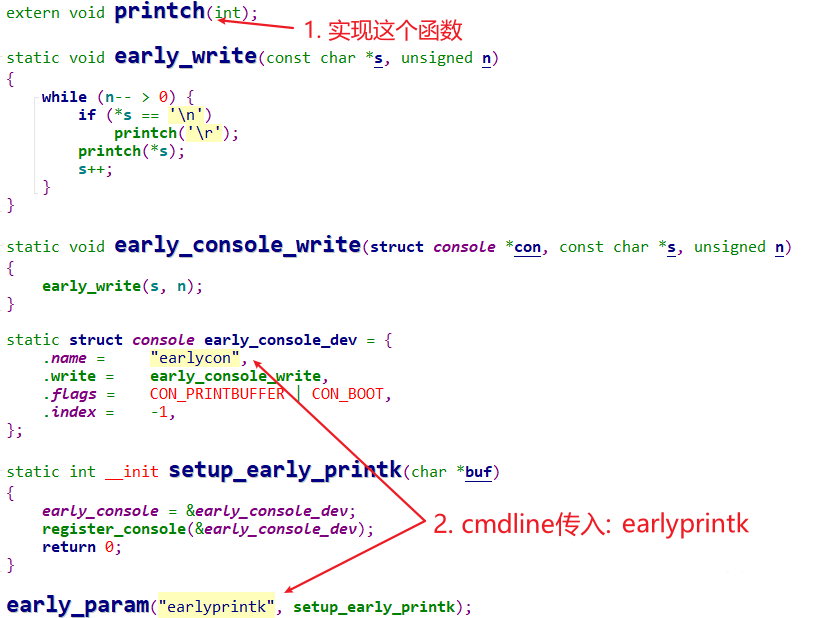 extern void printch(int);
1. 实现这个函数
static void early_write(const char *s, unsigned n)
{
    while (n-- > 0) {
        if (*s == '\n')
            printch('\r');
        printch(*s);
        s++;
    }
}
static void early_console_write(struct console *con, const char *s, unsigned n)
{
    early_write(s, n);
}
static struct console early_console_dev = {
    .name =     "earlycon",
    .write =    early_console_write,
    .flags =    CON_PRINTBUFFER | CON_BOOT,
    .index =    -1,
};
static int __init setup_early_printk(char *buf)
{
    early_console = &early_console_dev;
    register_console(&early_console_dev);
    return 0;
}
2. cmdline传入: earlyprintk
early_param("earlyprintk", setup_early_printk);